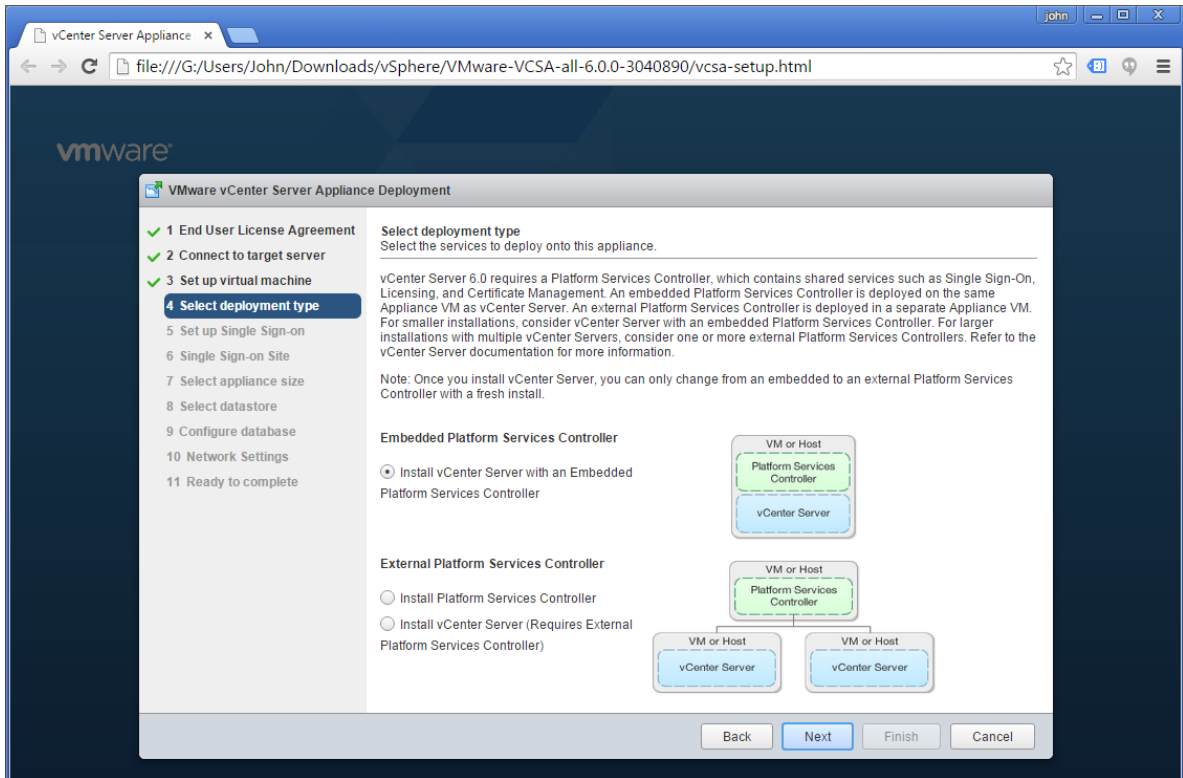 john
vCenter Server Appliance
file:///G:/Users/John/Downloads/vSphere/VMware-VCSA-all-6.0.0-3040890/vcsa-setup.html
vmware®
VMware vCenter Server Appliance Deployment
1 End User License Agreement
2 Connect to target server
3 Set up virtual machine
4 Select deployment type
5 Set up Single Sign-on
6 Single Sign-on Site
7 Select appliance size
8 Select datastore
9 Configure database
10 Network Settings
11 Ready to complete
Select deployment type
Select the services to deploy onto this appliance.
vCenter Server 6.0 requires a Platform Services Controller, which contains shared services such as Single Sign-On,
Licensing, and Certificate Management. An embedded Platform Services Controller is deployed on the same
Appliance VM as vCenter Server. An external Platform Services Controller is deployed in a separate Appliance VM.
For smaller installations, consider vCenter Server with an embedded Platform Services Controller. For larger
installations with multiple vCenter Servers, consider one or more external Platform Services Controllers. Refer to the
vCenter Server documentation for more information.
Note: Once you install vCenter Server, you can only change from an embedded to an external Platform Services
Controller with a fresh install.
Embedded Platform Services Controller
Install vCenter Server with an Embedded
Platform Services Controller
VM or Host
Platform Services
Controller
vCenter Server
External Platform Services Controller
Install Platform Services Controller
Install vCenter Server (Requires External
Platform Services Controller)
VM or Host
Platform Services
Controller
VM or Host
vCenter Server
VM or Host
vCenter Server
Back
Next
Finish
Cancel